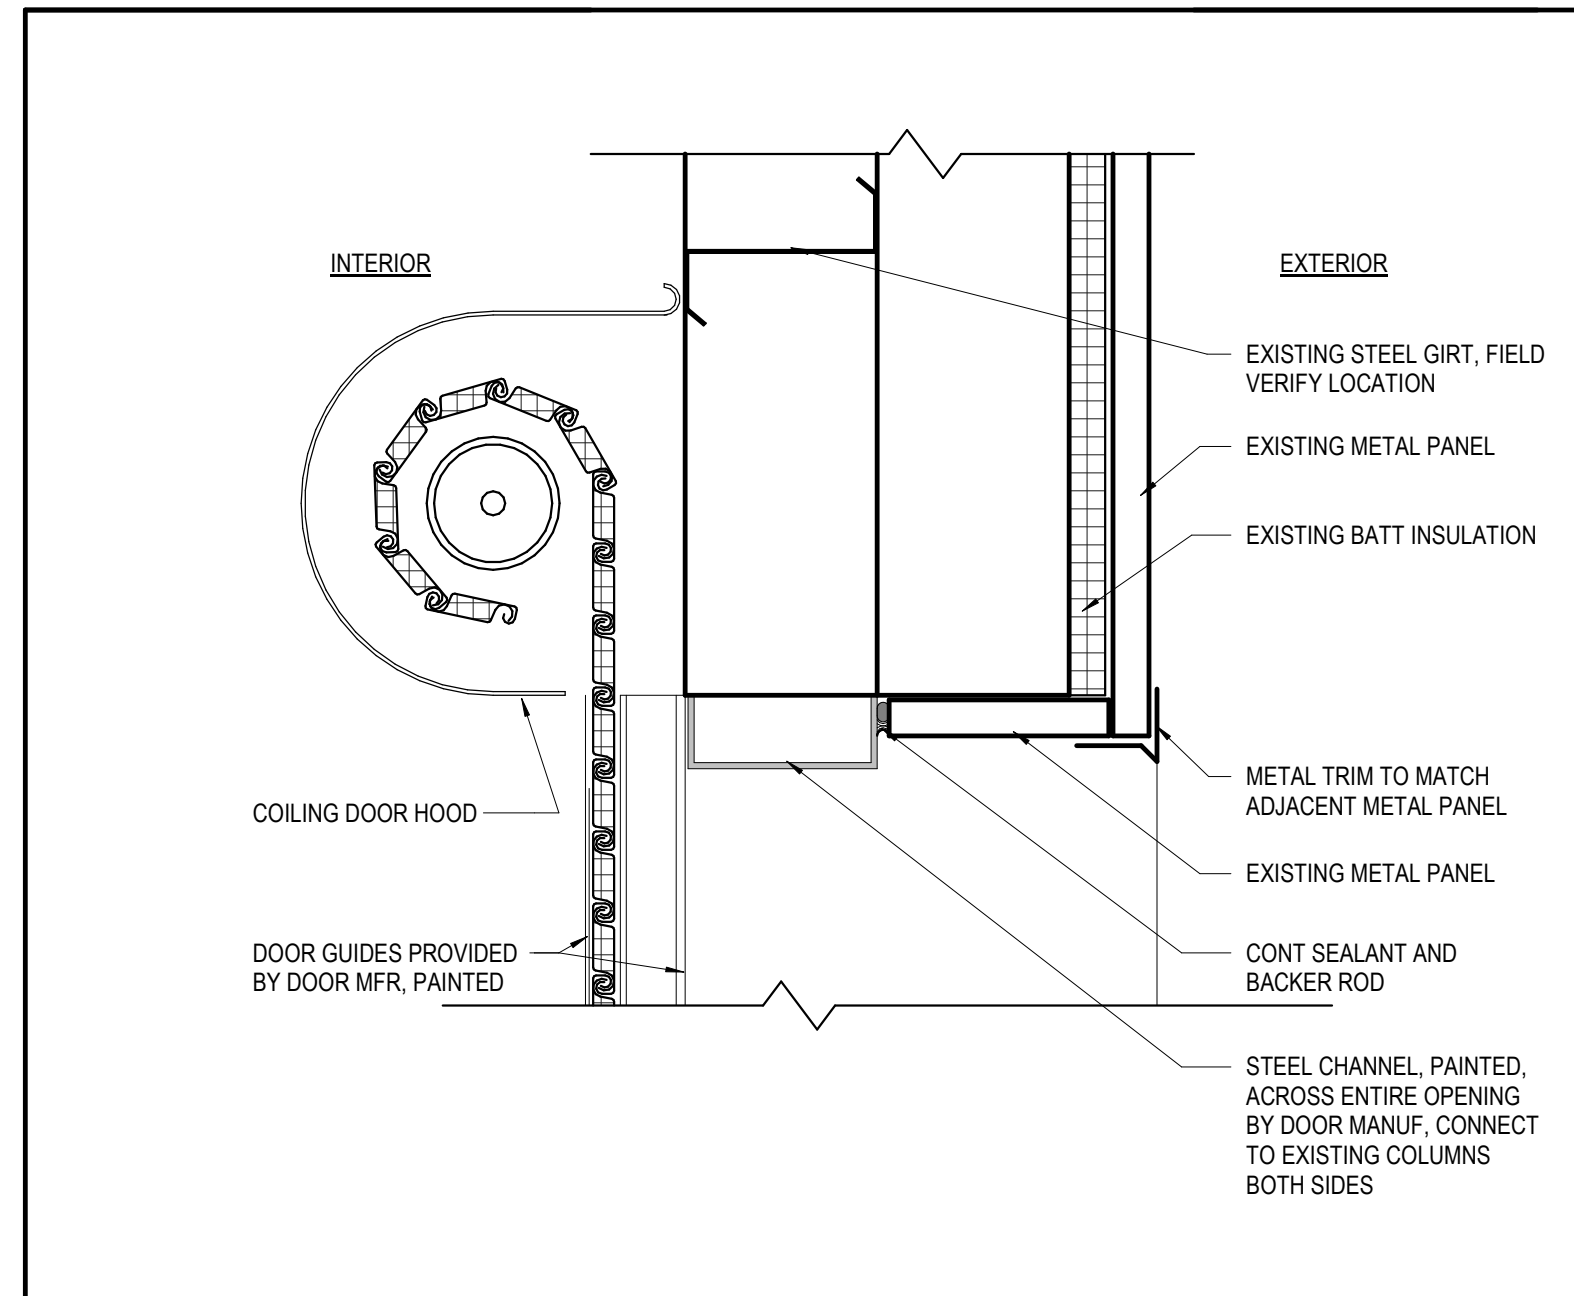 INTERIOR
EXTERIOR
EXISTING STEEL GIRT, FIELD
VERIFY LOCATION
EXISTING METAL PANEL
EXISTING BATT INSULATION
METAL TRIM TO MATCH
ADJACENT METAL PANEL
COILING DOOR HOOD
EXISTING METAL PANEL
DOOR GUIDES PROVIDED
BY DOOR MFR, PAINTED
CONT SEALANT AND
BACKER ROD
STEEL CHANNEL, PAINTED,
ACROSS ENTIRE OPENING
BY DOOR MANUF, CONNECT
TO EXISTING COLUMNS
BOTH SIDES